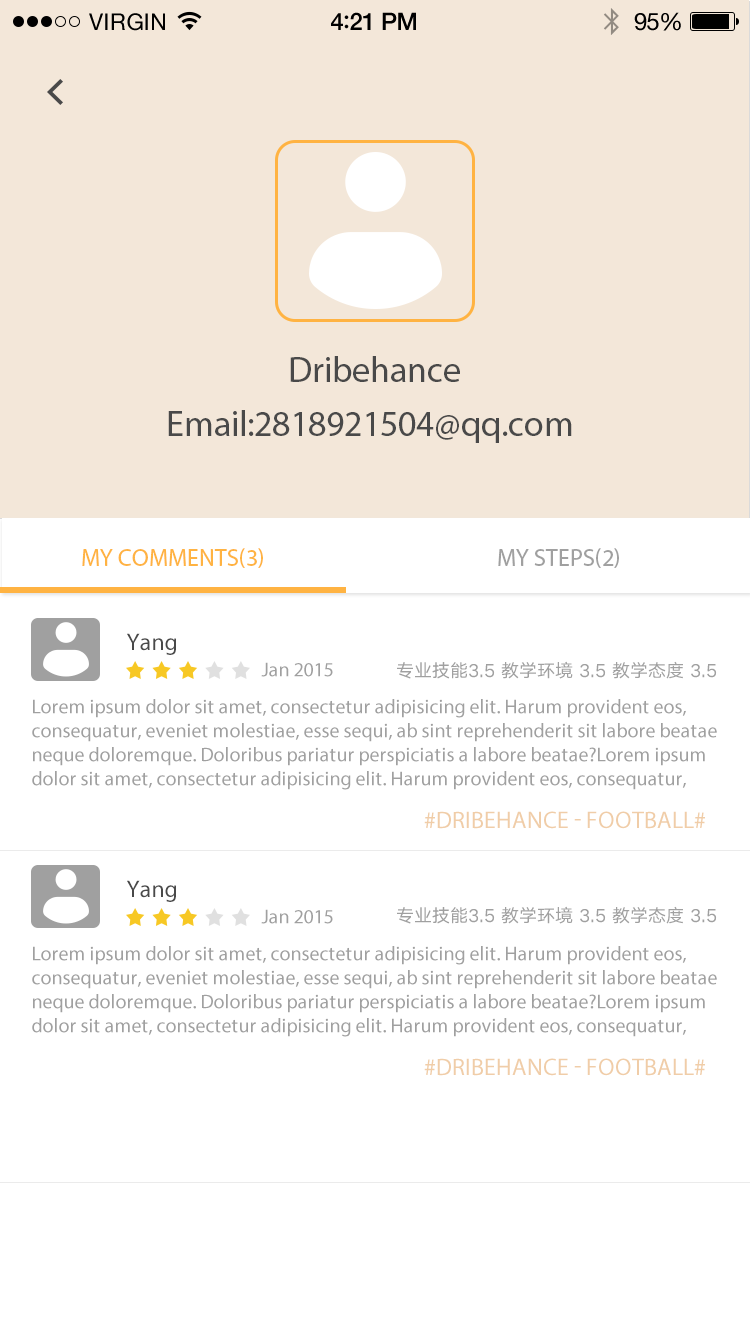 VIRGIN 4:21 PM 95%
Dribehance
Email:2818921504@qq.com
MY COMMENTS(3) MY STEPS(2)
Yang
Jan 2015 专业技能3.5 教学环境 3.5 教学态度 3.5
Lorem ipsum dolor sit amet, consectetur adipisicing elit. Harum provident eos,
consequatur, eveniet molestiae, esse sequi, ab sint reprehenderit sit labore beatae
neque doloremque. Doloribus pariatur perspiciatis a labore beatae?Lorem ipsum
dolor sit amet, consectetur adipisicing elit. Harum provident eos, consequatur,
#DRIBEHANCE - FOOTBALL#
Yang
Jan 2015 专业技能3.5 教学环境 3.5 教学态度 3.5
Lorem ipsum dolor sit amet, consectetur adipisicing elit. Harum provident eos,
consequatur, eveniet molestiae, esse sequi, ab sint reprehenderit sit labore beatae
neque doloremque. Doloribus pariatur perspiciatis a labore beatae?Lorem ipsum
dolor sit amet, consectetur adipisicing elit. Harum provident eos, consequatur,
#DRIBEHANCE - FOOTBALL#